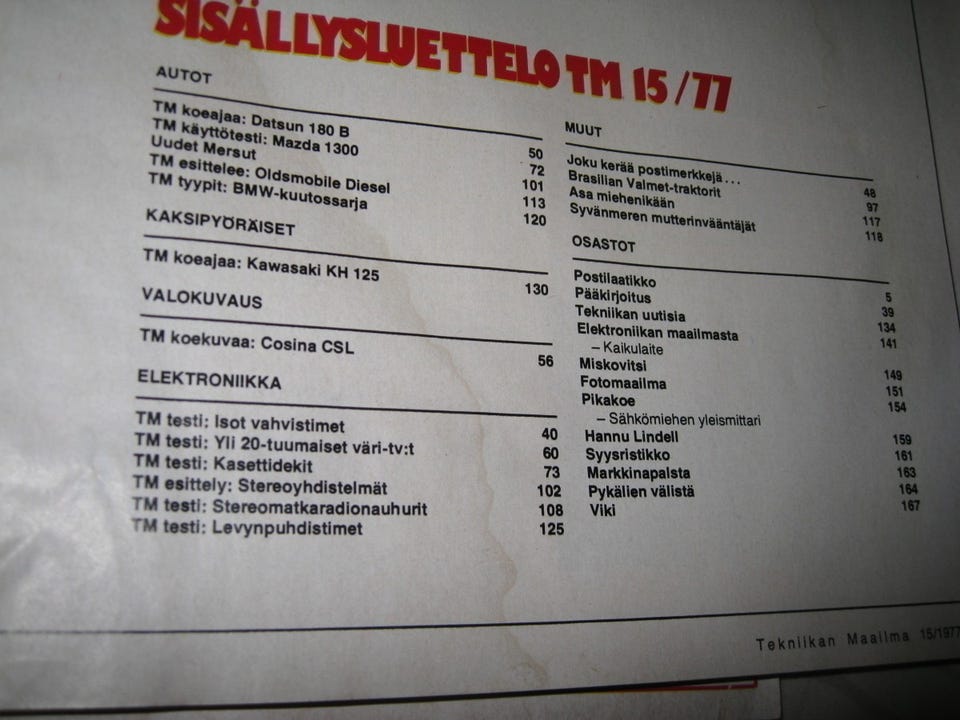 SISÄLLYSLUETTELO TM 15/77
AUTOT
TM koeajaa: Datsun 180 B 50
TM käyttötesti: Mazda 1300 72
Uudet Mersut 101
TM esittelee: Oldsmobile Diesel 113
TM tyypit: BMW-kuutossarja 120
KAKSIPYÖRÄISET
TM koeajaa: Kawasaki KH 125 130
VALOKUVAUS
TM koekuvaa: Cosina CSL 56
ELEKTRONIIKKA
TM testi: Isot vahvistimet 40
TM testi: Yli 20-tuumaiset väri-tv:t 60
TM testi: Kasettidekit 73
TM esittely: Stereoyhdistelmät 102
TM testi: Stereomatkaradionauhurit 108
TM testi: Levynpuhdistimet 125
MUUT
Joku kerää postimerkkejä... 48
Brasilian Valmet-traktorit 97
Asa miehenikään 117
Syvänmeren mutterinvääntäjät 118
OSASTOT
Postilaatikko 5
Pääkirjoitus 39
Tekniikan uutisia 134
Elektroniikan maailmasta 141
– Kaikulaite
Miskovitsi 149
Fotomaailma 151
Pikakoe 154
– Sähkömiehen yleismittari
Hannu Lindell 159
Syysristikko 161
Markkinapalsta 163
Pykälien välistä 164
Viki 167
Tekniikan Maailma 15/1977